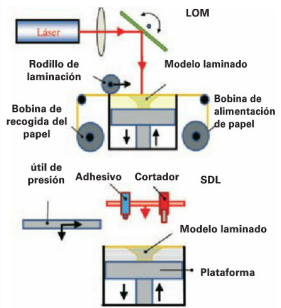 LOM
Láser
Rodillo de
laminación
Modelo laminado
Bobina de
recogida del
papel
Bobina de
alimentación
de papel
útil de
presión
Adhesivo
Cortador
SDL
Modelo laminado
Plataforma